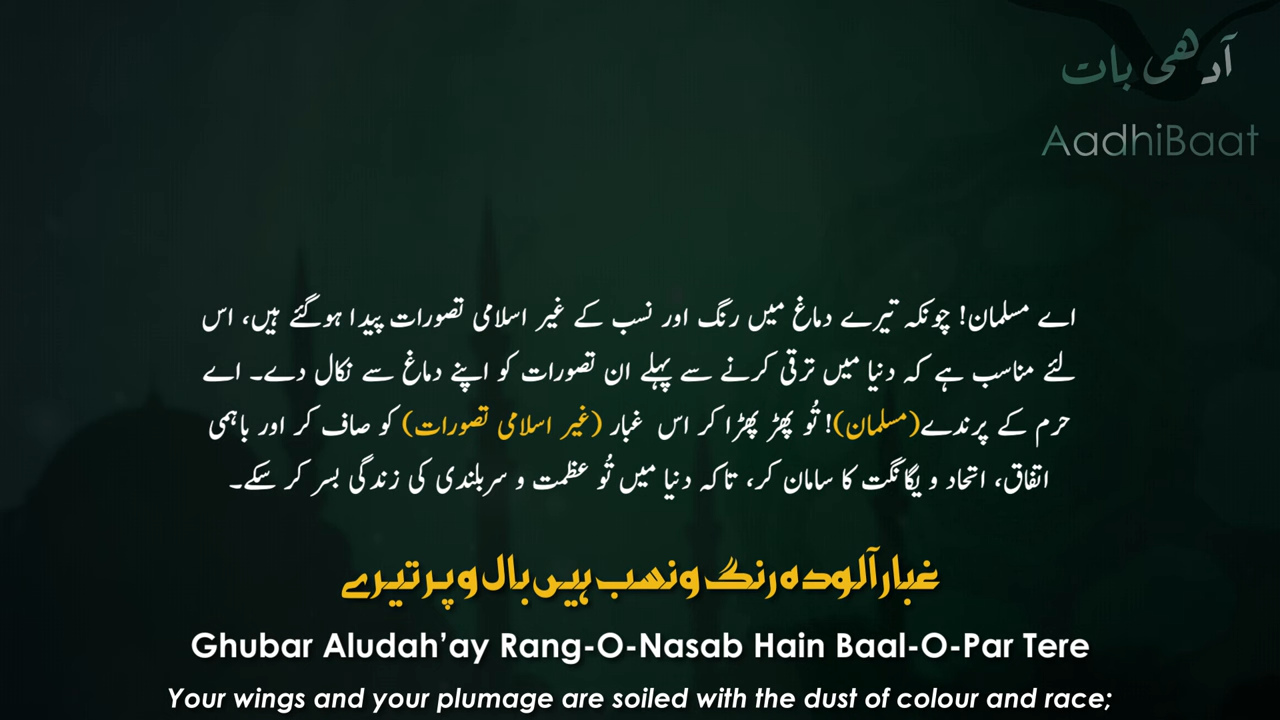 آدھی بات
AadhiBaat
اے مسلمان! چونکہ تیرے دماغ میں رنگ اور نسب کے غیر اسلامی تصورات پیدا ہوگئے ہیں، اس
لئے مناسب ہے کہ دنیا میں ترقی کرنے سے پہلے ان تصورات کو اپنے دماغ سے نکال دے۔ اے
حرم کے پرندے(مسلمان)! تُو پھڑ پھڑا کر اس غبار (غیر اسلامی تصورات) کو صاف کر اور باہمی
اتفاق، اتحاد و یگانگت کا سامان کر، تاکہ دنیا میں تُو عظمت و سربلندی کی زندگی بسر کر سکے۔
غبار آلودہ رنگ و نسب ہیں بال و پر تیرے
Ghubar Aludah’ay Rang-O-Nasab Hain Baal-O-Par Tere
Your wings and your plumage are soiled with the dust of colour and race;